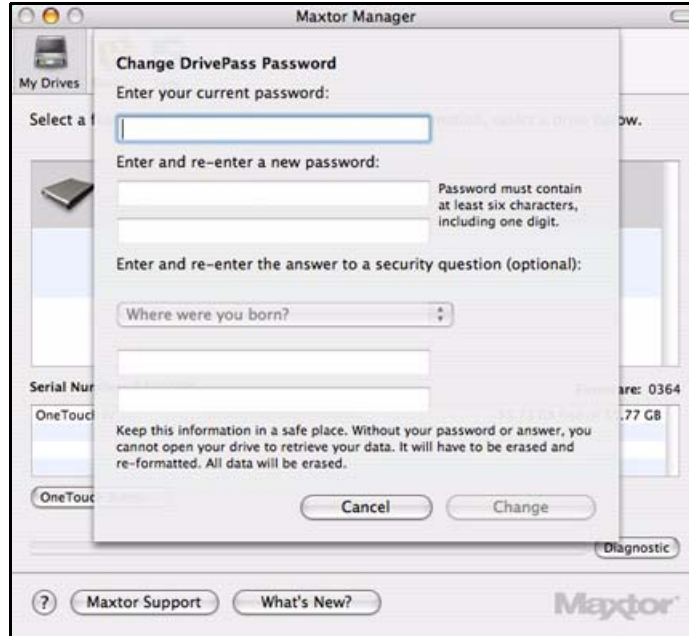 Maxtor Manager
My Drives
Change DrivePass Password
Enter your current password:
Select a
ow.
Enter and re-enter a new password:
Password must contain
at least six characters,
including one digit.
Enter and re-enter the answer to a security question (optional):
Where were you born?
Serial Num
are: 0364
OneTouch
.77 GB
Keep this information in a safe place. Without your password or answer, you
cannot open your drive to retrieve your data. It will have to be erased and
re-formatted. All data will be erased.
OneTouch
Cancel
Change
Diagnostic
?
Maxtor Support
What's New?
Maxtor